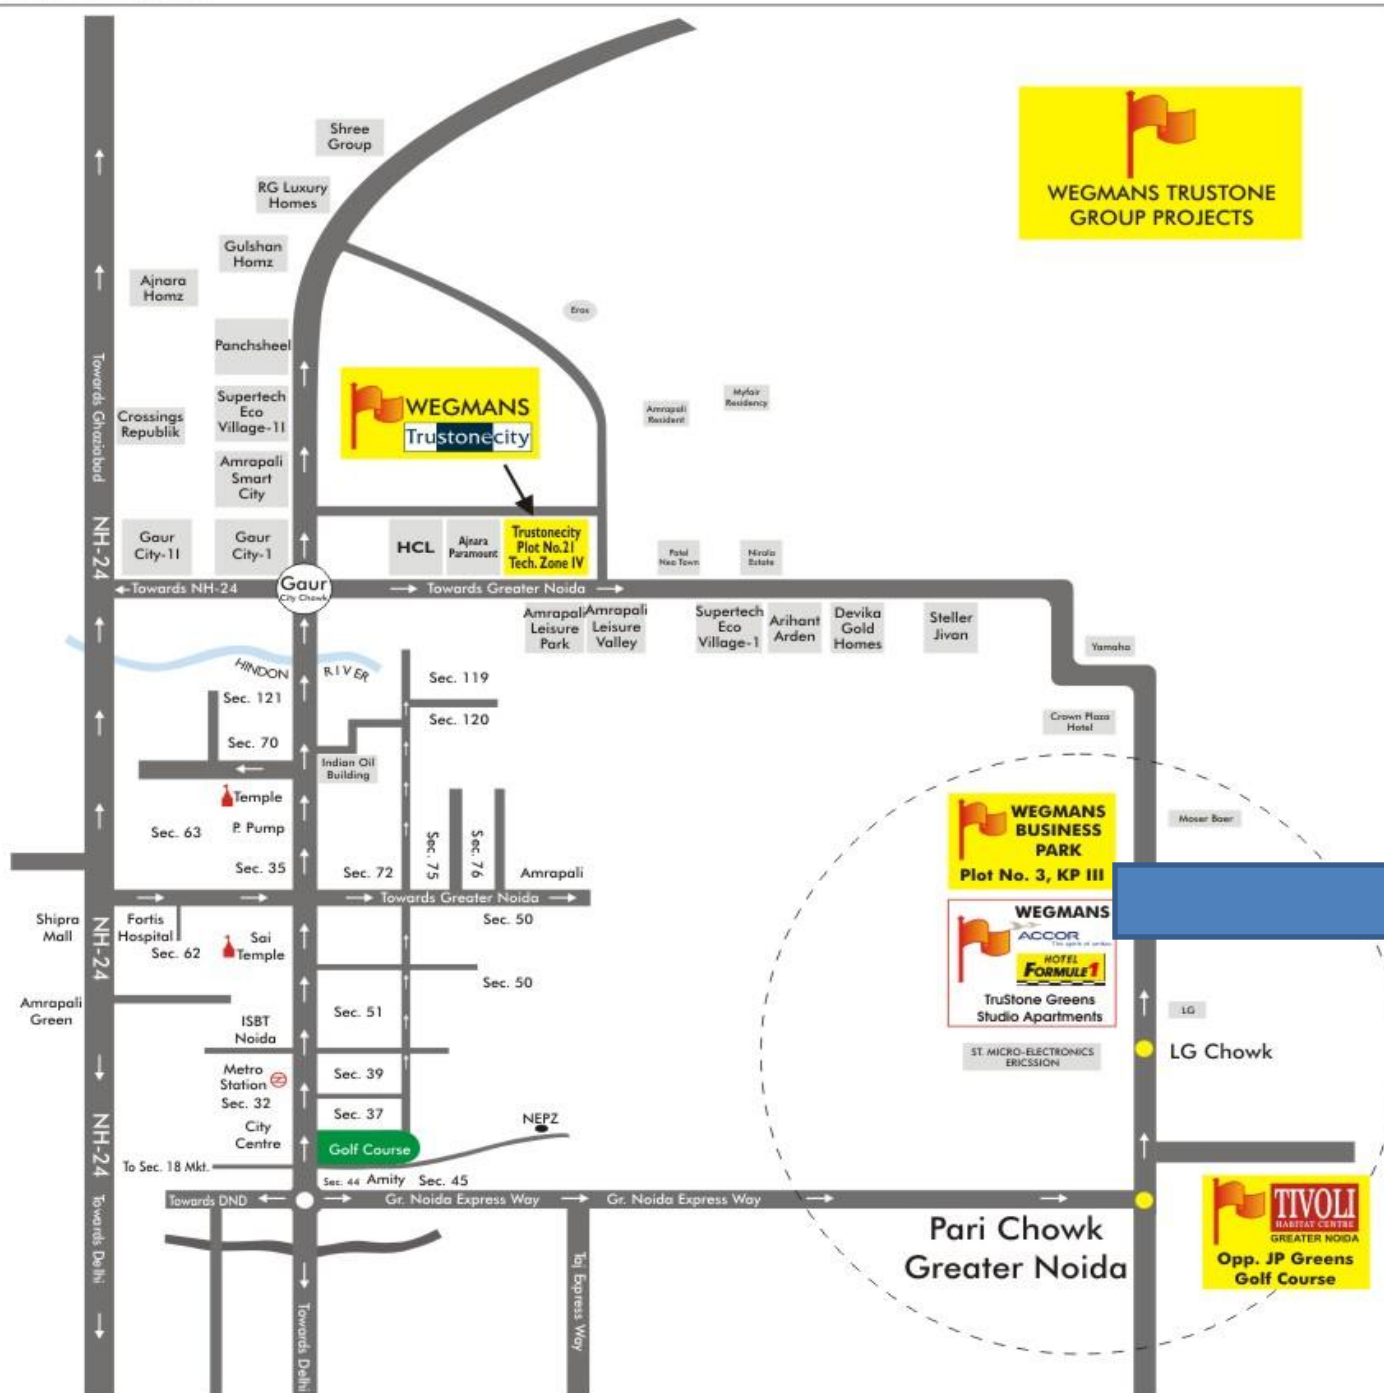 Shree
Group
RG Luxury
Homes
Gulshan
Homz
Ajnara
Homz
WEGMANS TRUSTONE
GROUP PROJECTS
Eros
Panchsheel
Towards Ghaziabad
Supertech
Eco
Village-II
Crossings
Republik
WEGMANS
Trustonecity
Amrapali
Resident
Myfair
Residency
Amrapali
Smart
City
NH-24
Gaur
City-II
Gaur
City-1
HCL
Ajnara
Paramount
Trustonecity
Plot No.21
Tech. Zone IV
Patel
Neo Town
Nirala
Estate
Towards NH-24
Gaur
City Chowk
Towards Greater Noida
Amrapali
Leisure
Park
Amrapali
Leisure
Valley
Supertech
Eco
Village-1
Arihant
Arden
Devika
Gold
Homes
Steller
Jivan
Yamaha
HINDON RIVER
Sec. 119
Sec. 121
Sec. 120
Crown Plaza
Hotel
Sec. 70
Indian Oil
Building
Temple
Sec. 63
P. Pump
Sec. 35
Sec. 72
Sec. 75
Sec. 76
Amrapali
WEGMANS
BUSINESS
PARK
Plot No. 3, KP III
Moser Baer
Towards Greater Noida
Shipra
Mall
NH-24
Fortis
Hospital
Sec. 62
Sai
Temple
Sec. 50
WEGMANS
ACCOR
HOTEL
FORMULE1
TruStone Greens
Studio Apartments
Sec. 50
Amrapali
Green
Sec. 51
ISBT
Noida
LG
ST. MICRO-ELECTRONICS
ERICSSION
LG Chowk
Metro
Station
Sec. 32
Sec. 39
Sec. 37
NH-24
City
Centre
Golf Course
NEPZ
To Sec. 18 Mkt.
Sec. 44
Amity
Sec. 45
Towards DND
Gr. Noida Express Way
Gr. Noida Express Way
Towards Delhi
Towards Delhi
Taj Express Way
Pari Chowk
Greater Noida
TIVOLI
HABITAT CENTRE
GREATER NOIDA
Opp. JP Greens
Golf Course